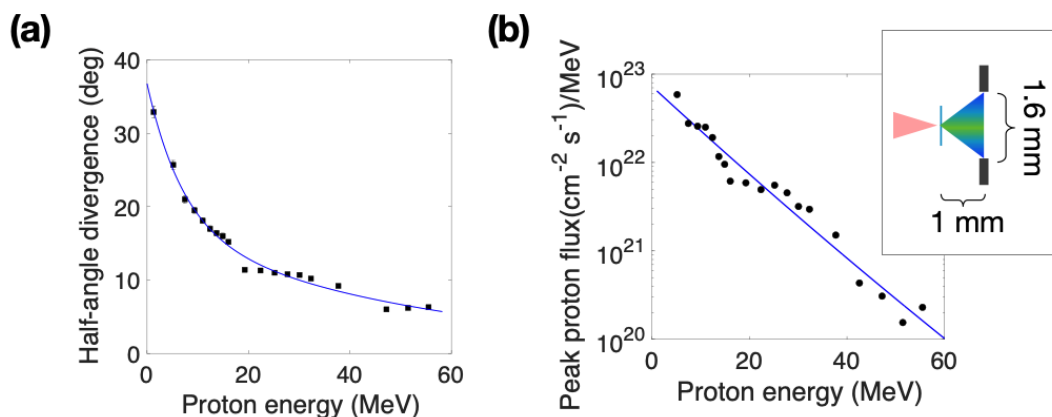 (a)
Half-angle divergence (deg)
40
30
20
10
0
0 20 40 60
Proton energy (MeV)
(b)
Peak proton flux(cm⁻² s⁻¹)/MeV
10²³
10²²
10²¹
10²⁰
0 20 40 60
Proton energy (MeV)
1.6 mm
1 mm